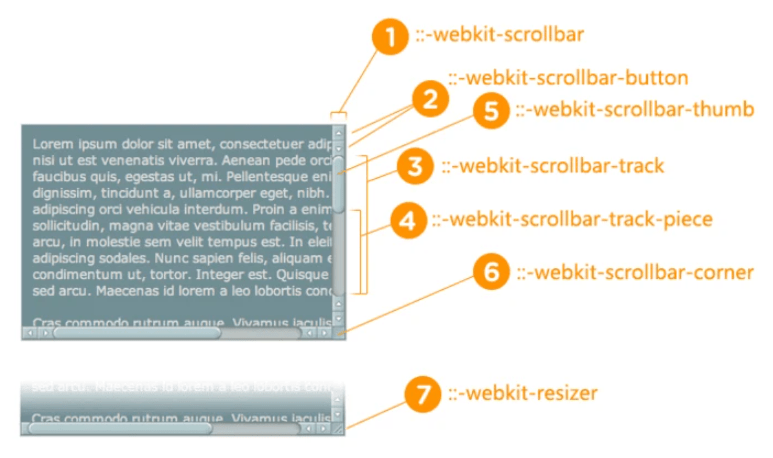 1 ::-webkit-scrollbar
2 ::-webkit-scrollbar-button
5 ::-webkit-scrollbar-thumb
3 ::-webkit-scrollbar-track
4 ::-webkit-scrollbar-track-piece
6 ::-webkit-scrollbar-corner
Lorem ipsum dolor sit amet, consectetuer adip
nisi ut est venenatis viverra. Aenean pede orc
faucibus quis, egestas ut, mi. Pellentesque eni
dignissim, tincidunt a, ullamcorper eget, nibh.
adipiscing orci vehicula interdum. Proin a enim
sollicitudin, magna vitae vestibulum facilisis, te
arcu, in molestie sem velit tempus est. In eleif
adipiscing sodales. Nunc sapien felis, aliquam e
condimentum ut, tortor. Integer est. Quisque
sed arcu. Maecenas id lorem a leo lobortis cond
Cras commodo rutrum augue. Vivamus iaculis
7 ::-webkit-resizer
sed arcu. Maecenas id lorem a leo lobortis cond
Cras commodo rutrum augue. Vivamus iaculis